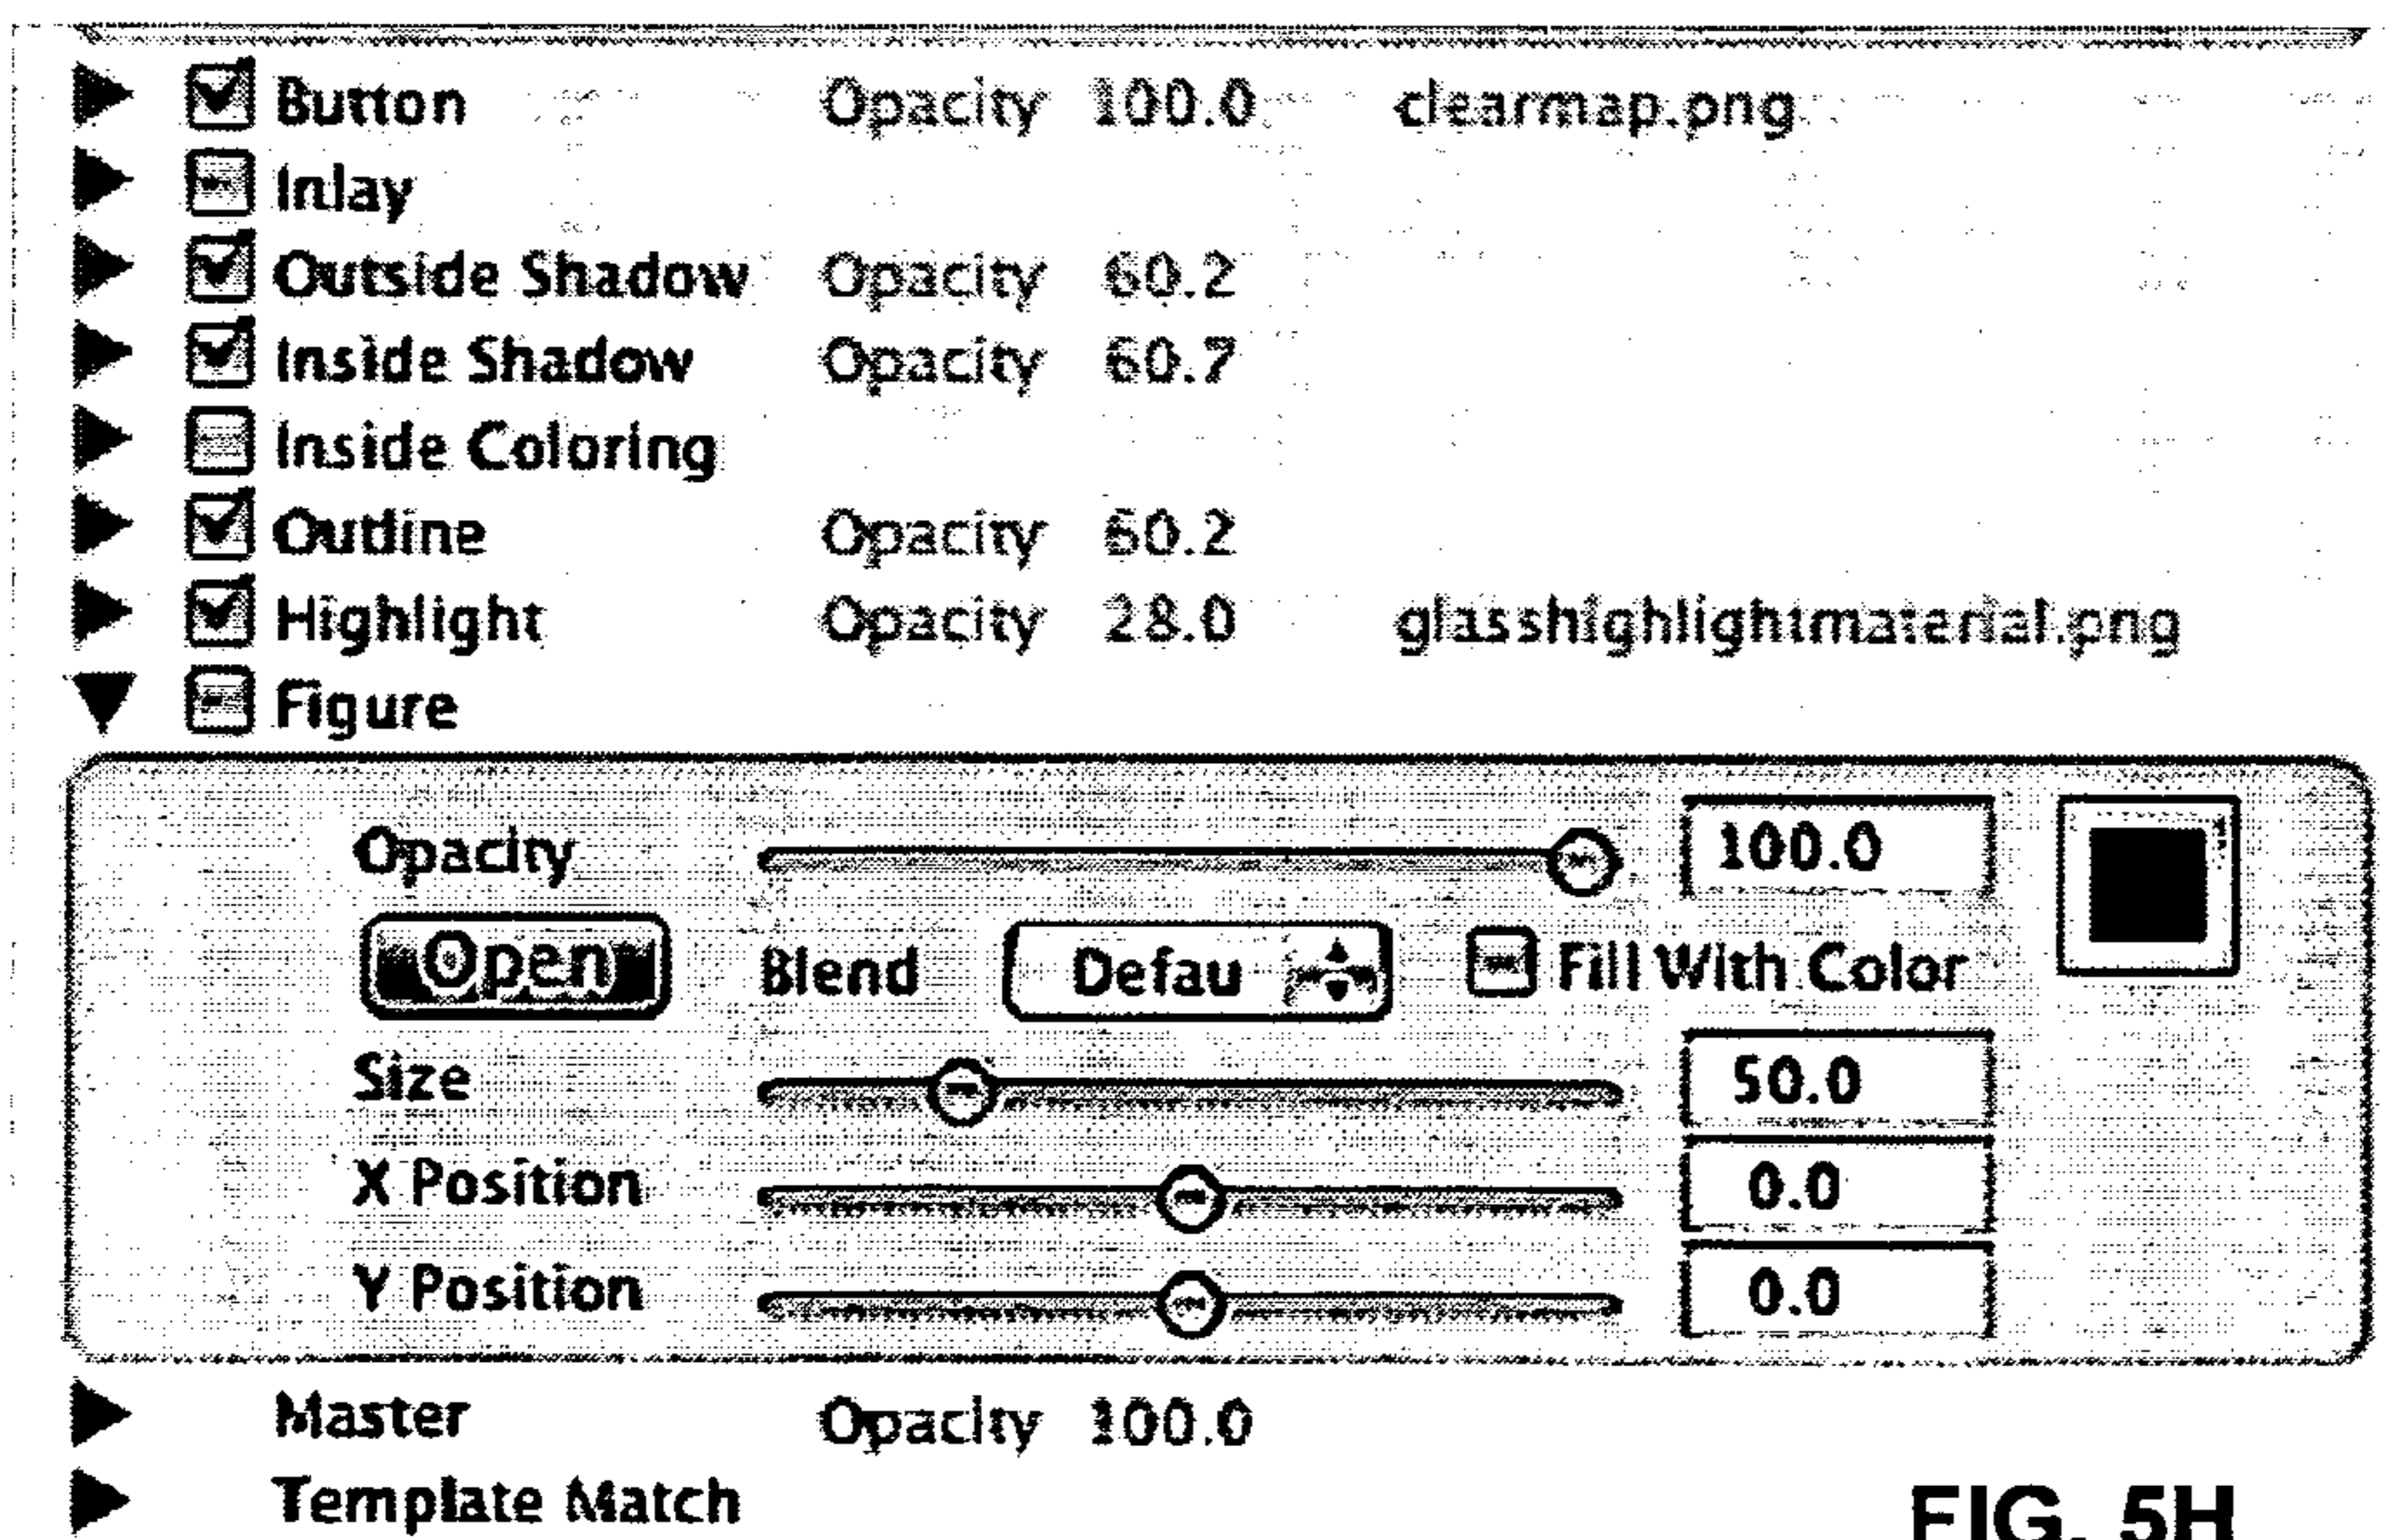 Button Opacity 100.0 clearmap.png
Inlay
Outside Shadow Opacity 60.2
Inside Shadow Opacity 60.7
Inside Coloring
Outline Opacity 60.2
Highlight Opacity 28.0 glasshighlightmaterial.png
Figure
Opacity 100.0
Open Blend Defau Fill With Color
Size 50.0
X Position 0.0
Y Position 0.0
Master Opacity 100.0
Template Match
FIG. 5H